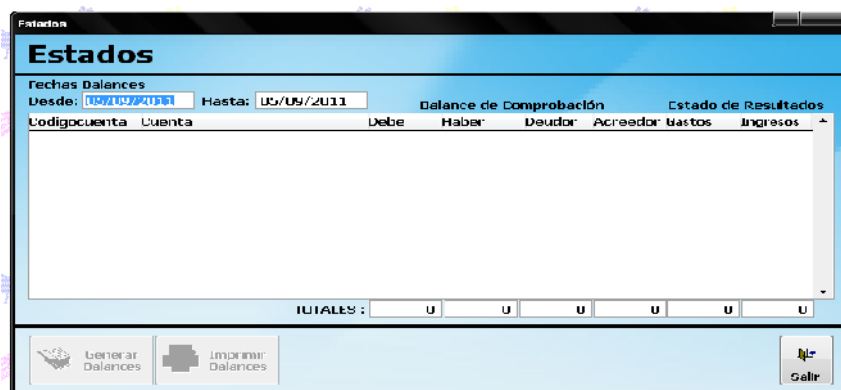 Estados
Estados
Fechas Balances
Desde: 05/09/2011 Hasta: 05/09/2011 Balance de Comprobación Estado de Resultados
Codigocuenta Cuenta Debe Haber Deudor Acreedor Gastos Ingresos
TOTALES : 0 0 0 0 0 0
Generar Balances
Imprimir Balances
Salir